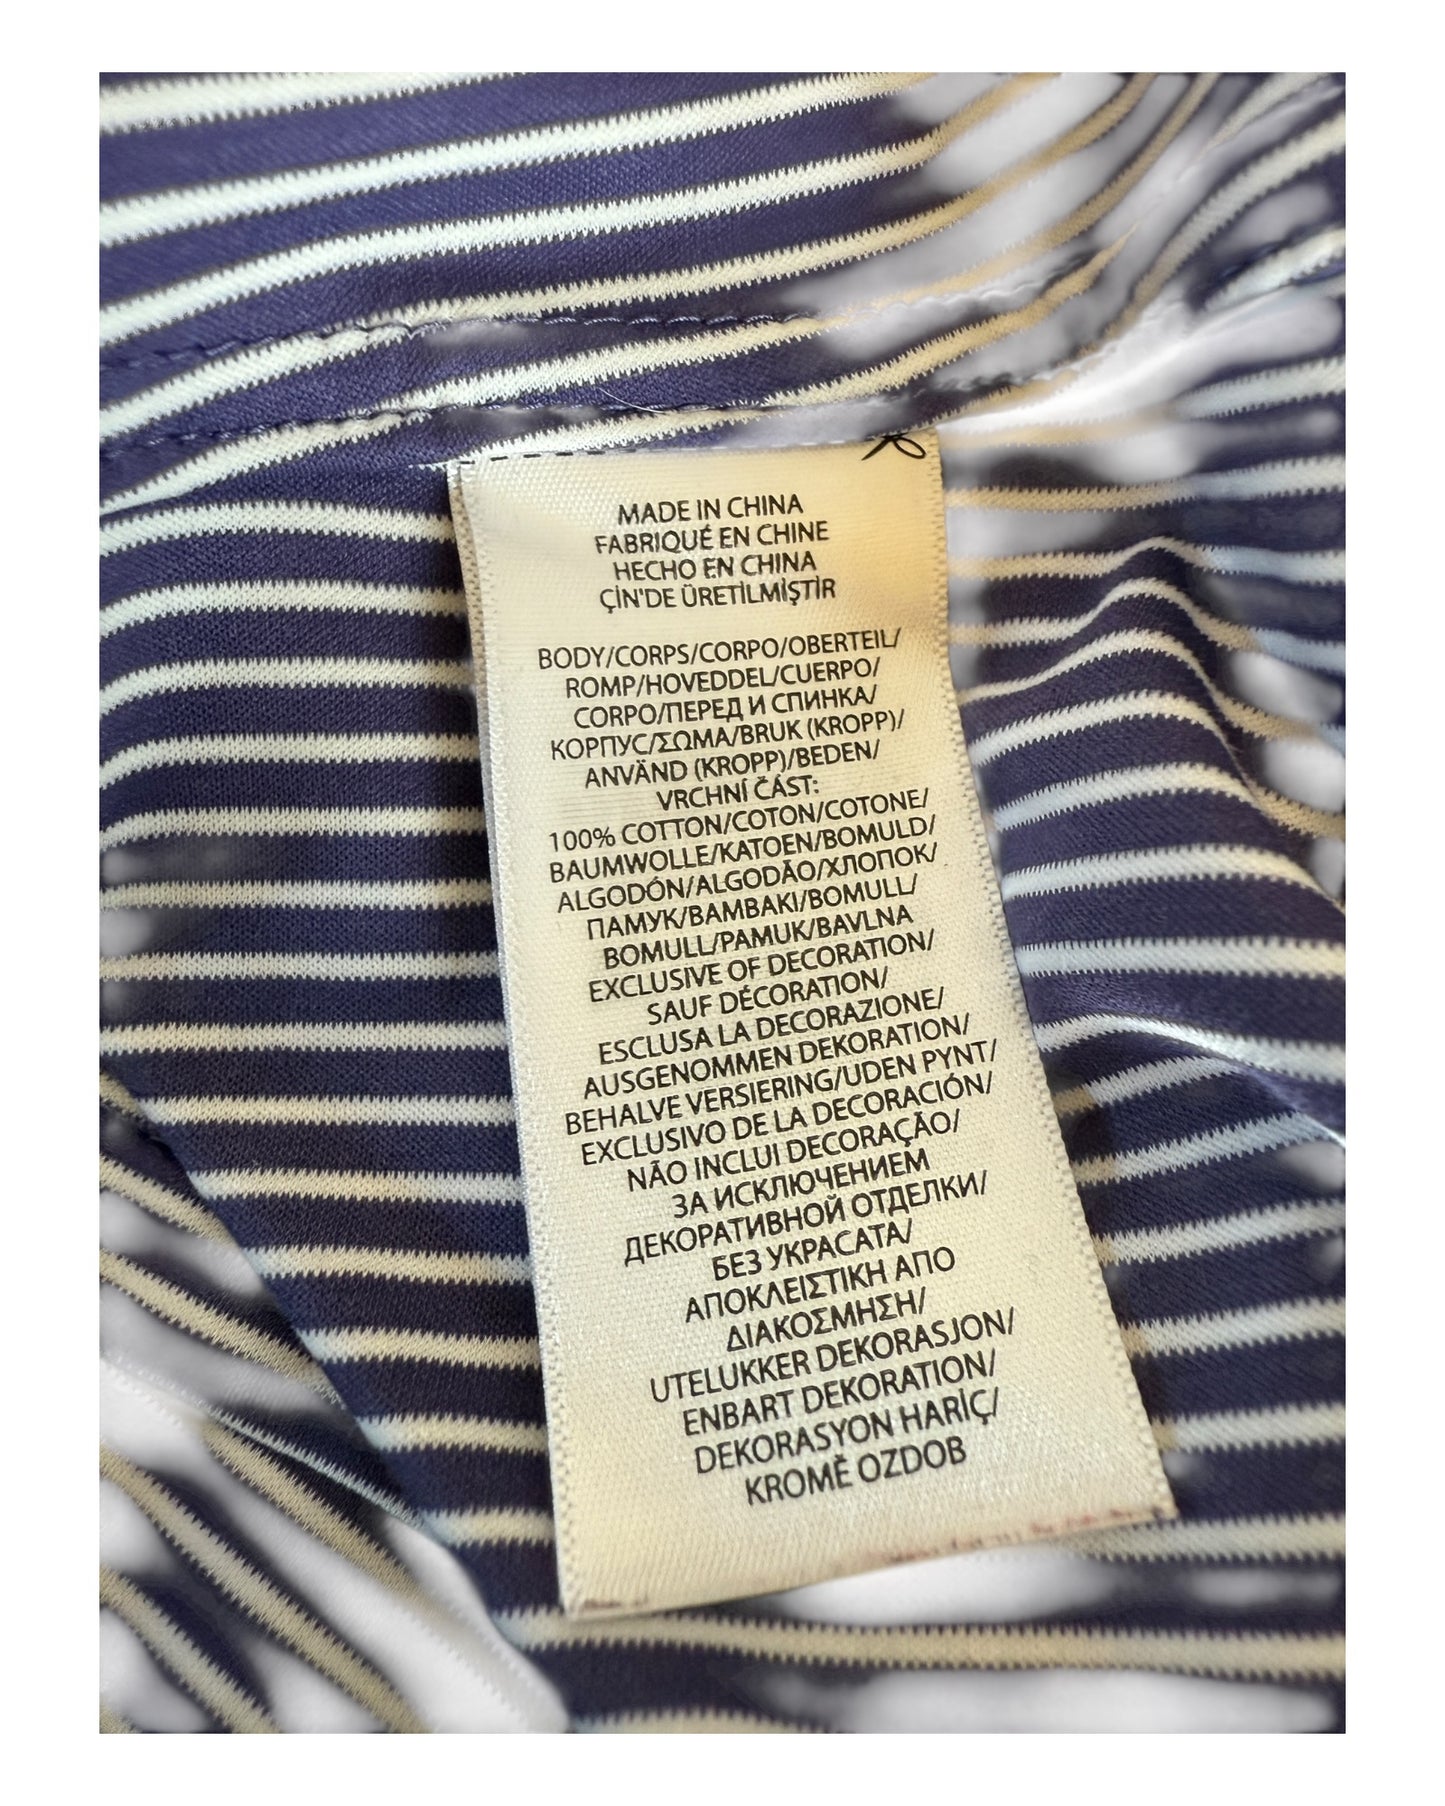 MADE IN CHINA
FABRIQUÉ EN CHINE
HECHO EN CHINA
ÇİN'DE ÜRETİLMİŞTİR
BODY/CORPS/CORPO/OBERTEIL/
ROMP/HOVEDDEL/CUERPO/
CORPO/ПЕРЕД И СПИНКА/
КОРПУС/ΣΩΜΑ/BRUK (KROPP)/
ANVÄND (KROPP)/BEDEN/
VRCHNÍ ČÁST:
100% COTTON/COTON/COTONE/
BAUMWOLLE/KATOEN/BOMULD/
ALGODÓN/ALGODÃO/ХЛОПОК/
ПАМУК/BAMBAKI/BOMULL/
BOMULL/PAMUK/BAVLNA
EXCLUSIVE OF DECORATION/
SAUF DÉCORATION/
ESCLUSA LA DECORAZIONE/
AUSGENOMMEN DEKORATION/
BEHALVE VERSIERING/UDEN PYNT/
EXCLUSIVO DE LA DECORACIÓN/
NÃO INCLUI DECORAÇÃO/
ЗА ИСКЛЮЧЕНИЕМ
ДЕКОРАТИВНОЙ ОТДЕЛКИ/
БЕЗ УКРАСАТА/
ΑΠΟΚΛΕΙΣΤΙΚΗ ΑΠΟ
ΔΙΑΚΟΣΜΗΣΗ/
UTELUKKER DEKORASJON/
ENBART DEKORATION/
DEKORASYON HARİÇ/
KROMĚ OZDOB